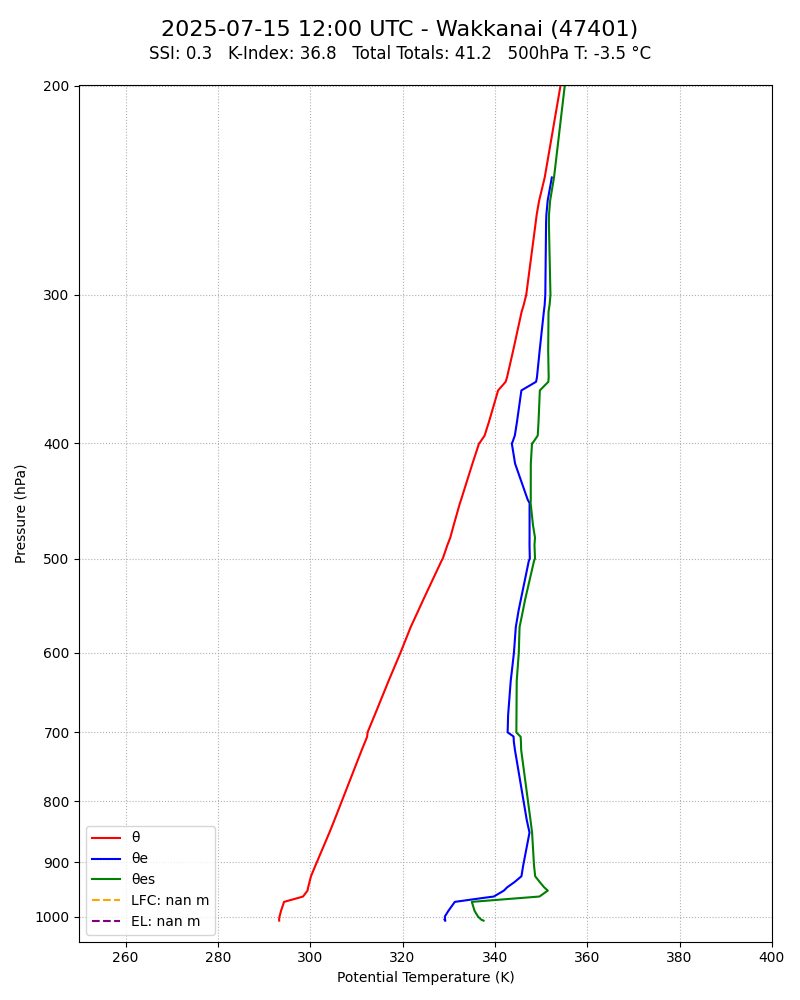 2025-07-15 12:00 UTC - Wakkanai (47401)
SSI: 0.3   K-Index: 36.8   Total Totals: 41.2   500hPa T: -3.5 °C
200
300
400
500
600
700
800
900
1000
Pressure (hPa)
θ
θe
θes
LFC: nan m
EL: nan m
260 280 300 320 340 360 380 400
Potential Temperature (K)